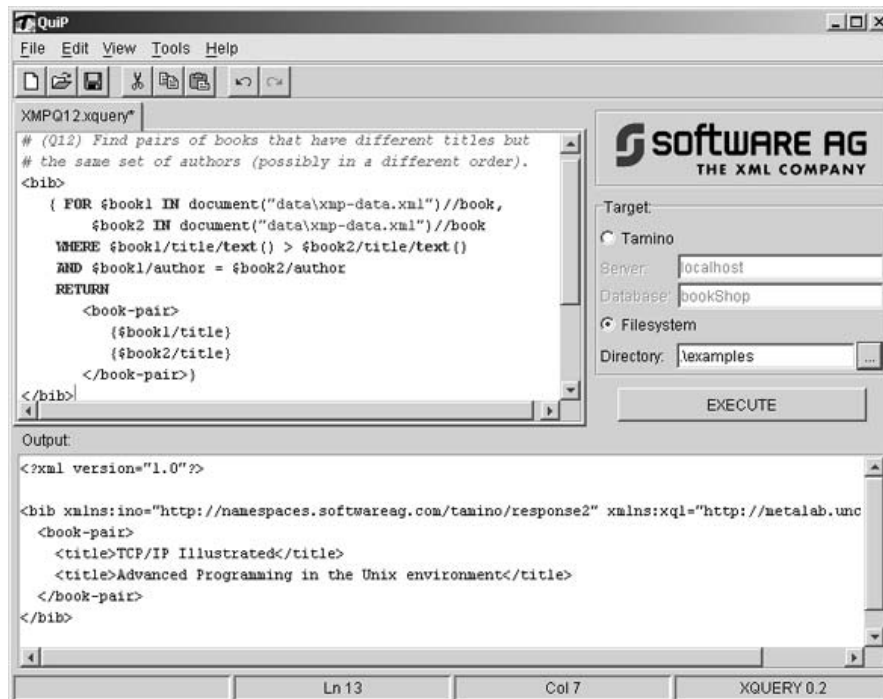 QuiP
File Edit View Tools Help
XMPQ12.xquery*
# (Q12) Find pairs of books that have different titles but
# the same set of authors (possibly in a different order).
<bib>
{ FOR $book1 IN document("data\xmp-data.xml")//book,
$book2 IN document("data\xmp-data.xml")//book
WHERE $book1/title/text() > $book2/title/text()
AND $book1/author = $book2/author
RETURN
<book-pair>
{$book1/title}
{$book2/title}
</book-pair>}
</bib>
software AG
THE XML COMPANY
Target:
Tamino
Server: localhost
Database: bookShop
Filesystem
Directory: .\examples ...
EXECUTE
Output:
<?xml version="1.0"?>
<bib xmlns:ino="http://namespaces.softwareag.com/tamino/response2" xmlns:xql="http://metalab.unc
<book-pair>
<title>TCP/IP Illustrated</title>
<title>Advanced Programming in the Unix environment</title>
</book-pair>
</bib>
Ln 13 Col 7 XQUERY 0.2